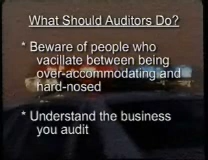 What Should Auditors Do?
* Beware of people who
vacillate between being
over-accommodating and
hard-nosed
* Understand the business
you audit